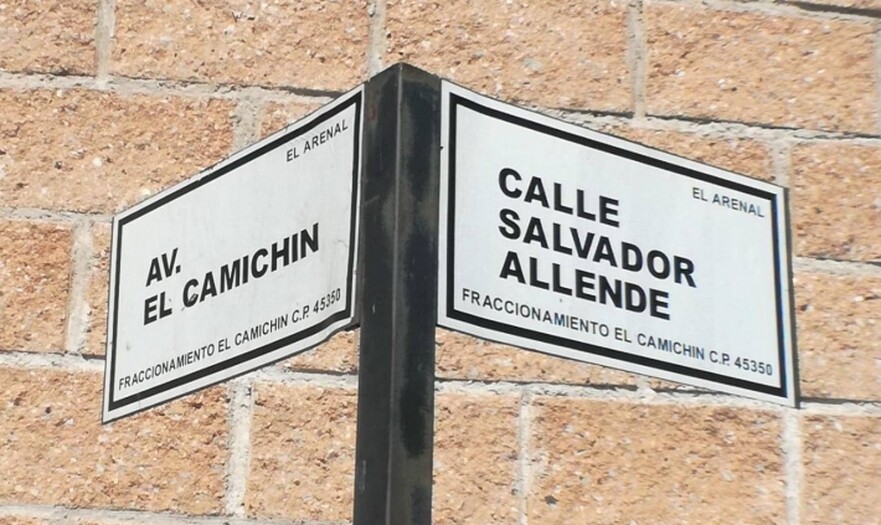 EL ARENAL
AV.
EL CAMICHIN
FRACCIONAMIENTO EL CAMICHIN C.P. 45350
EL ARENAL
CALLE
SALVADOR
ALLENDE
FRACCIONAMIENTO EL CAMICHIN C.P. 45350